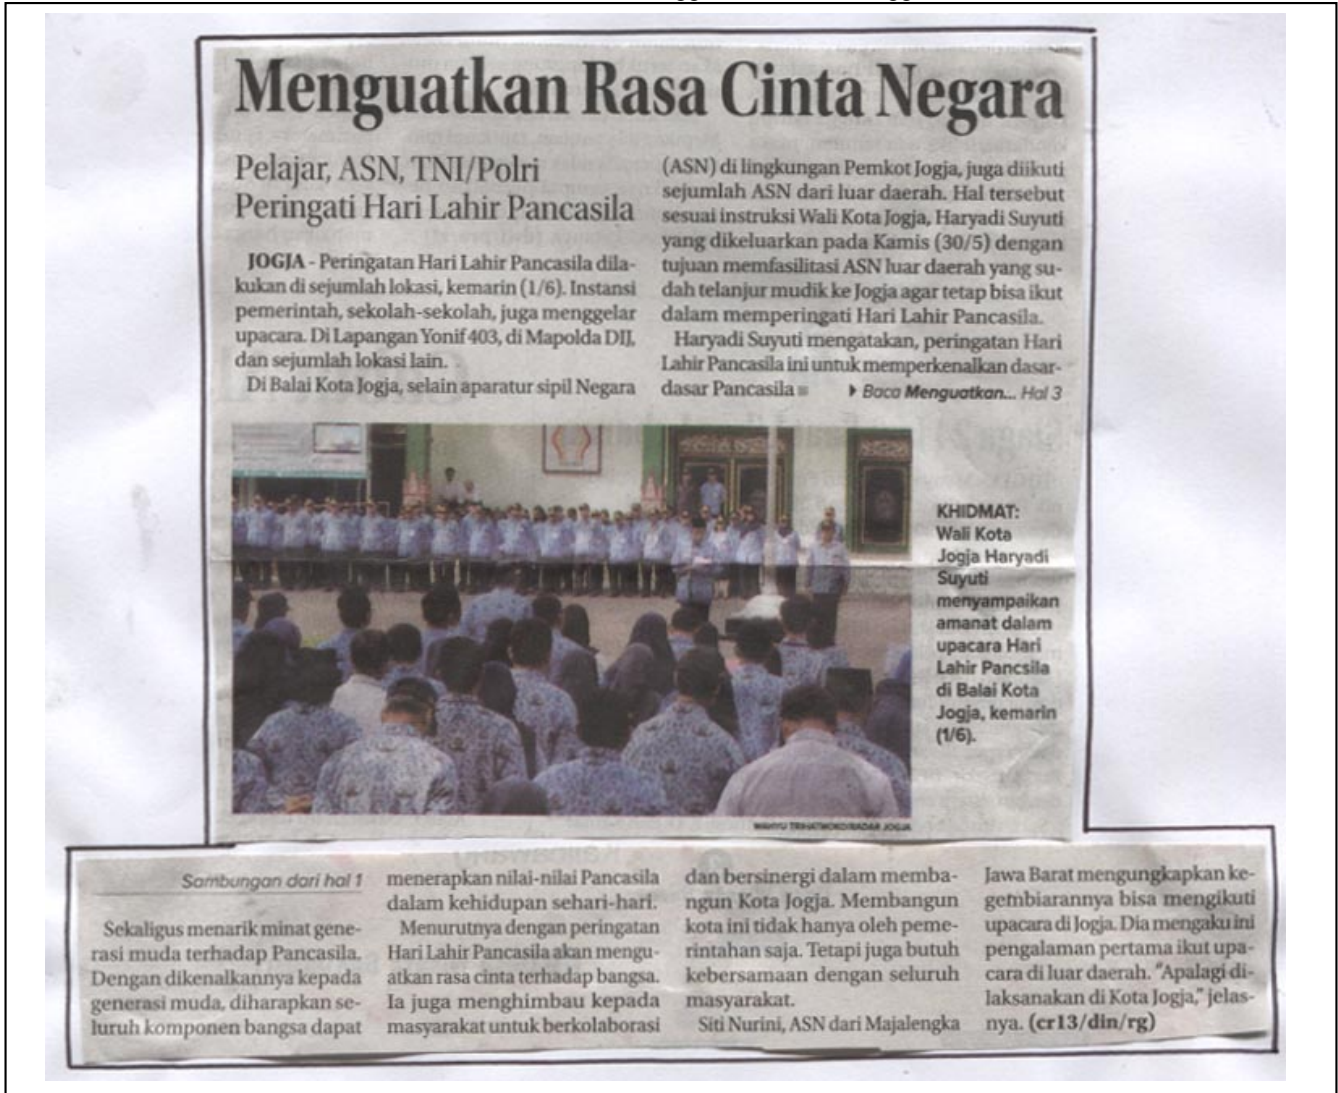 Menguatkan Rasa Cinta Negara
Pelajar, ASN, TNI/Polri
Peringati Hari Lahir Pancasila
JOGJA - Peringatan Hari Lahir Pancasila dila-
kukan di sejumlah lokasi, kemarin (1/6). Instansi
pemerintah, sekolah-sekolah, juga menggelar
upacara. Di Lapangan Yonif 403, di Mapolda DIJ,
dan sejumlah lokasi lain.
Di Balai Kota Jogja, selain aparatur sipil Negara
(ASN) di lingkungan Pemkot Jogja, juga diikuti
sejumlah ASN dari luar daerah. Hal tersebut
sesuai instruksi Wali Kota Jogja, Haryadi Suyuti
yang dikeluarkan pada Kamis (30/5) dengan
tujuan memfasilitasi ASN luar daerah yang su-
dah telanjur mudik ke Jogja agar tetap bisa ikut
dalam memperingati Hari Lahir Pancasila.
Haryadi Suyuti mengatakan, peringatan Hari
Lahir Pancasila ini untuk memperkenalkan dasar-
dasar Pancasila
Baca Menguatkan... Hal 3
KHIDMAT:
Wali Kota
Jogja Haryadi
Suyuti
menyampaikan
amanat dalam
upacara Hari
Lahir Pancsila
di Balai Kota
Jogja, kemarin
(1/6).
WAHYU TRIHATMOKO/RADAR JOGJA
Sambungan dari hal 1
Sekaligus menarik minat gene-
rasi muda terhadap Pancasila.
Dengan dikenalkannya kepada
generasi muda, diharapkan se-
luruh komponen bangsa dapat
menerapkan nilai-nilai Pancasila
dalam kehidupan sehari-hari.
Menurutnya dengan peringatan
Hari Lahir Pancasila akan mengu-
atkan rasa cinta terhadap bangsa.
Ia juga menghimbau kepada
masyarakat untuk berkolaborasi
dan bersinergi dalam memba-
ngun Kota Jogja. Membangun
kota ini tidak hanya oleh peme-
rintahan saja. Tetapi juga butuh
kebersamaan dengan seluruh
masyarakat.
Siti Nurini, ASN dari Majalengka
Jawa Barat mengungkapkan ke-
gembirannya bisa mengikuti
upacara di Jogja. Dia mengaku ini
pengalaman pertama ikut upa-
cara di luar daerah. "Apalagi di-
laksanakan di Kota Jogja," jelas-
nya. (cr13/din/rg)